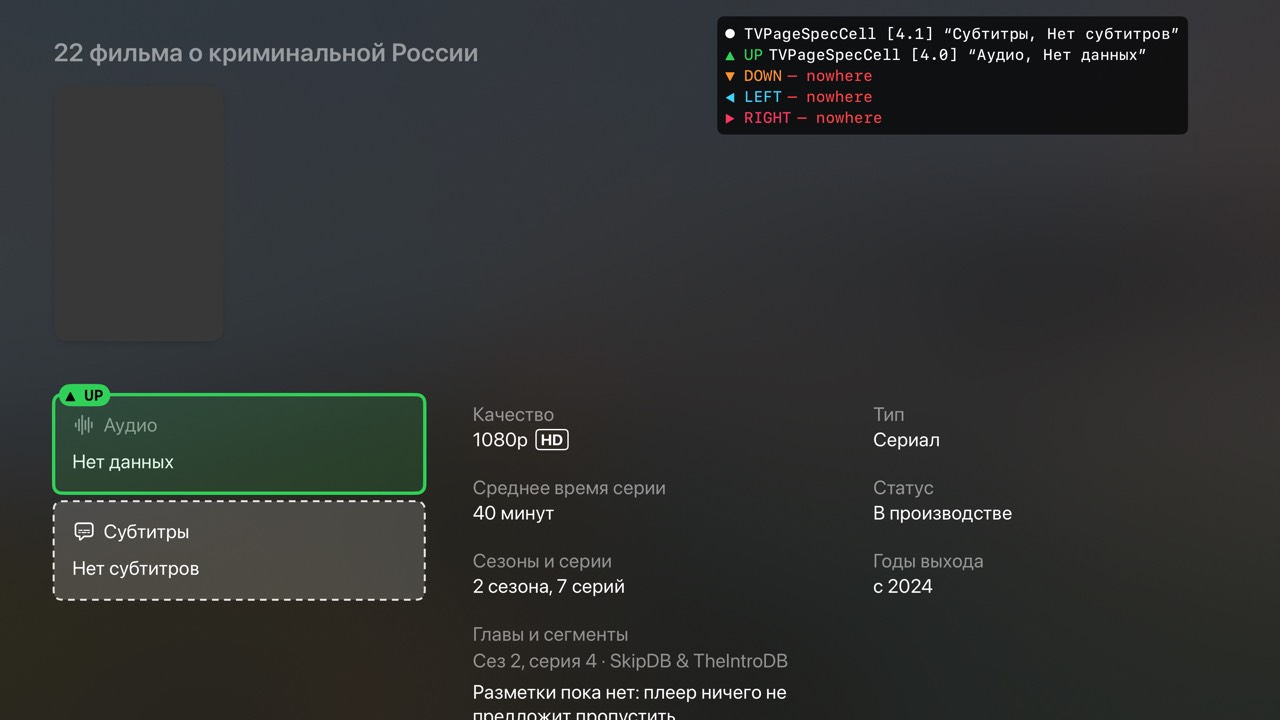 22 фильма о криминальной России
● TVPageSpecCell [4.1] “Субтитры, Нет субтитров”
▲ UP TVPageSpecCell [4.0] “Аудио, Нет данных”
▼ DOWN — nowhere
◀ LEFT — nowhere
▶ RIGHT — nowhere
▲ UP
Аудио
Нет данных
Субтитры
Нет субтитров
Качество
1080p HD
Среднее время серии
40 минут
Сезоны и серии
2 сезона, 7 серий
Главы и сегменты
Сез 2, серия 4 · SkipDB & TheIntroDB
Разметки пока нет: плеер ничего не
предложит пропустить
Тип
Сериал
Статус
В производстве
Годы выхода
с 2024